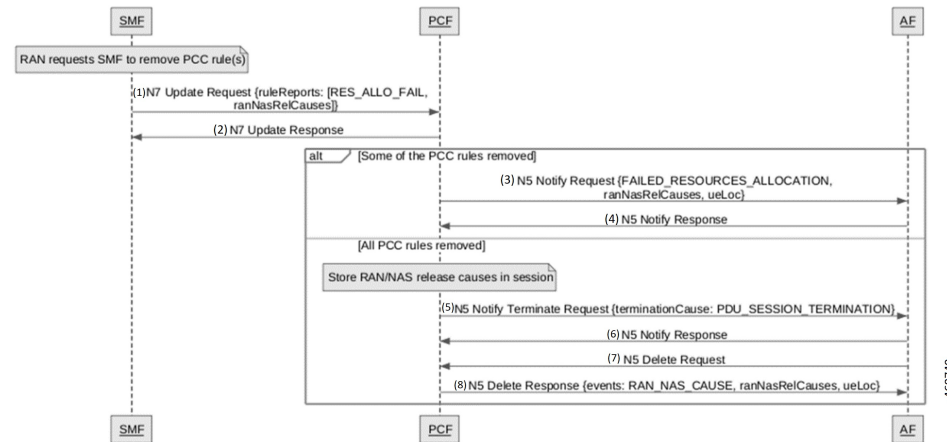 SMF PCF AF
RAN requests SMF to remove PCC rule(s)
(1)N7 Update Request {ruleReports: [RES_ALLO_FAIL,
ranNasRelCauses]}
(2) N7 Update Response
alt [Some of the PCC rules removed]
(3) N5 Notify Request {FAILED_RESOURCES_ALLOCATION,
ranNasRelCauses, ueLoc}
(4) N5 Notify Response
[All PCC rules removed]
Store RAN/NAS release causes in session
(5)N5 Notify Terminate Request {terminationCause: PDU_SESSION_TERMINATION}
(6) N5 Notify Response
(7) N5 Delete Request
(8) N5 Delete Response {events: RAN_NAS_CAUSE, ranNasRelCauses, ueLoc}
SMF PCF AF